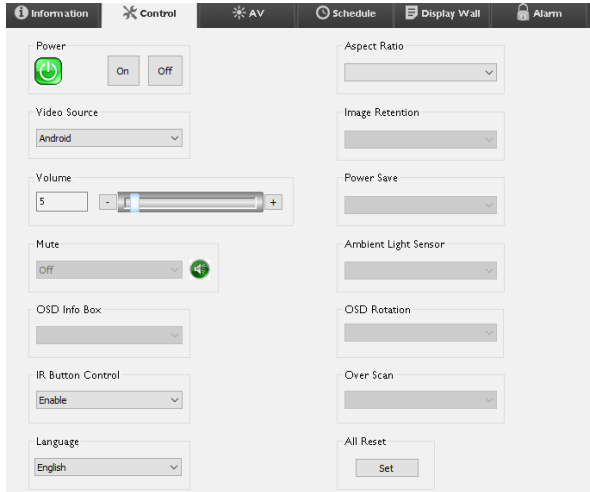 Information Control AV Schedule Display Wall Alarm
Power
On Off
Aspect Ratio
Video Source
Android
Image Retention
Volume
5 - +
Power Save
Mute
Off
Ambient Light Sensor
OSD Info Box
OSD Rotation
IR Button Control
Enable
Over Scan
Language
English
All Reset
Set